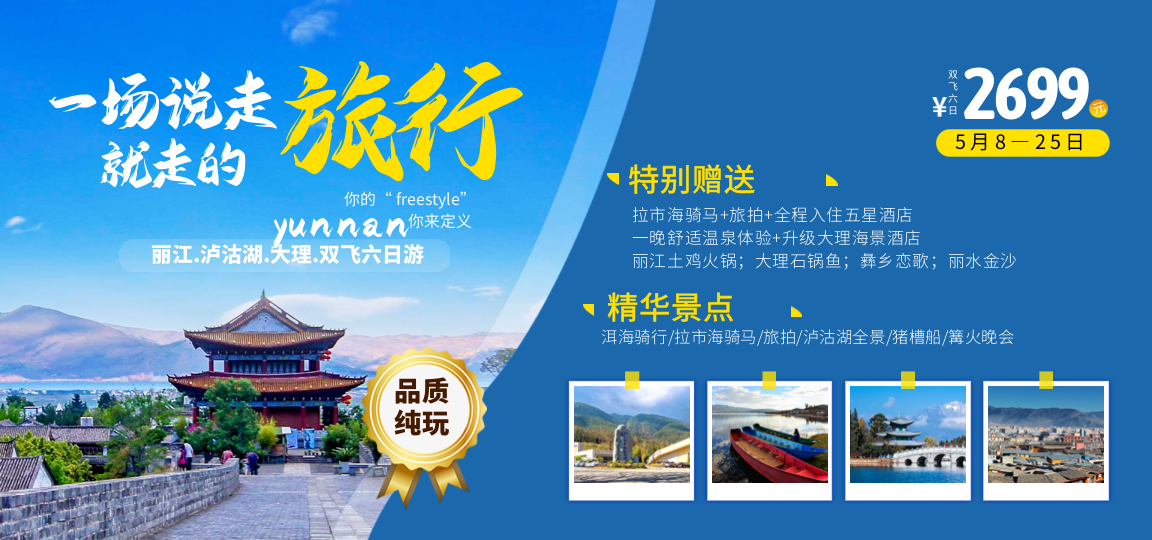 一场说走
就走的
旅行
你的“ freestyle”
yunnan你来定义
丽江.泸沽湖.大理.双飞六日游
品质
纯玩
双飞六日
¥2699元
5月8—25日
特别赠送
拉市海骑马+旅拍+全程入住五星酒店
一晚舒适温泉体验+升级大理海景酒店
丽江土鸡火锅；大理石锅鱼；彝乡恋歌；丽水金沙
精华景点
洱海骑行/拉市海骑马/旅拍/泸沽湖全景/猪槽船/篝火晚会